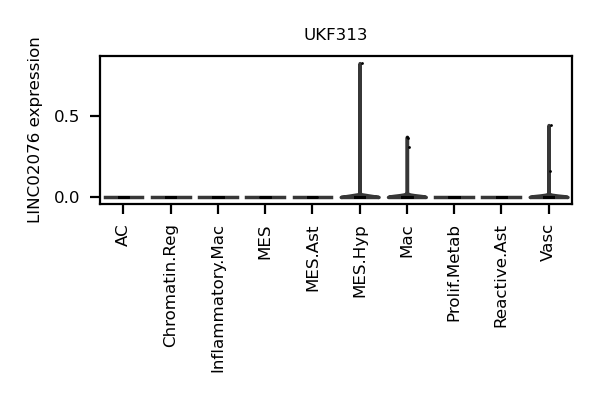 UKF313
LINC02076 expression
0.5
0.0
AC
Chromatin.Reg
Inflammatory.Mac
MES
MES.Ast
MES.Hyp
Mac
Prolif.Metab
Reactive.Ast
Vasc